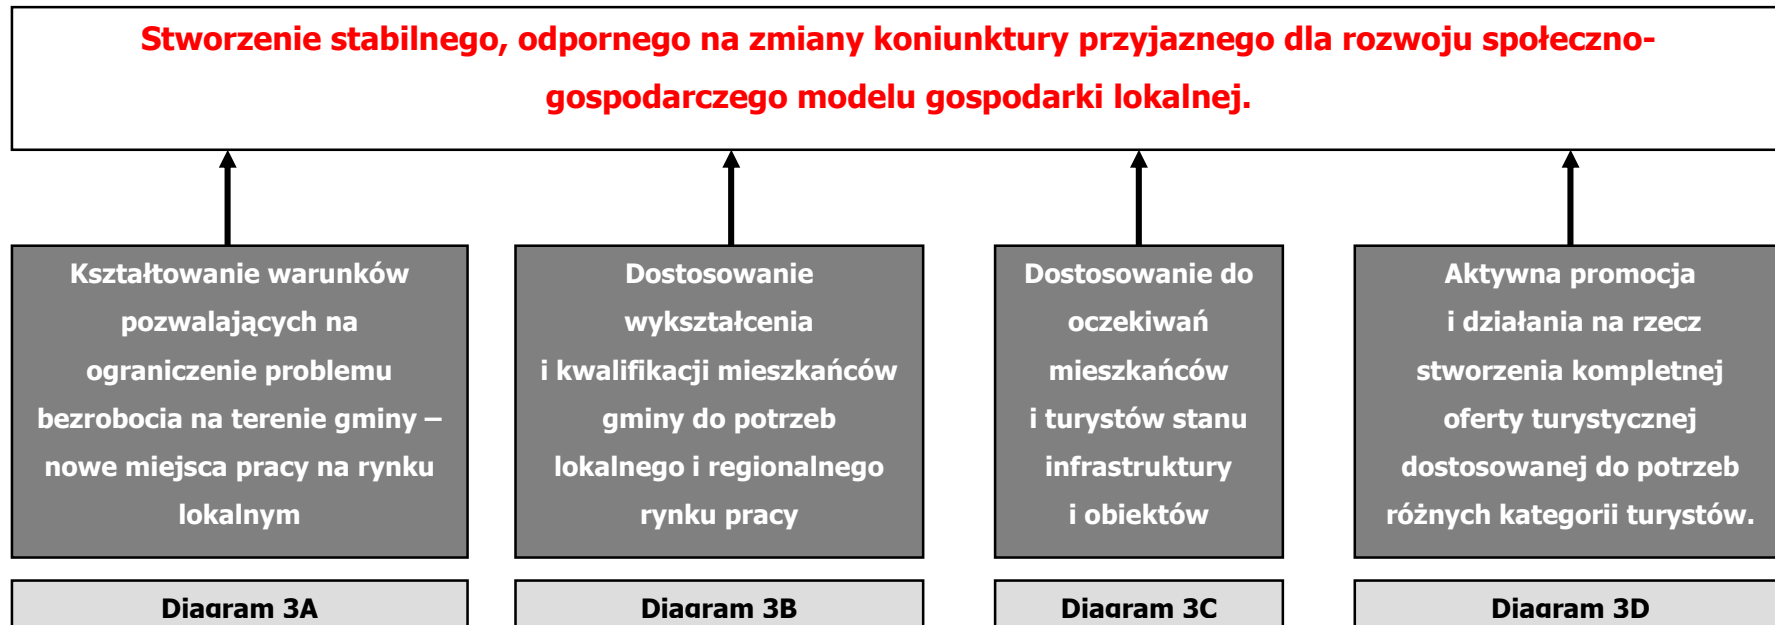 Stworzenie stabilnego, odpornego na zmiany koniunktury przyjaznego dla rozwoju społeczno-
gospodarczego modelu gospodarki lokalnej.
Kształtowanie warunków
pozwalających na
ograniczenie problemu
bezrobocia na terenie gminy –
nowe miejsca pracy na rynku
lokalnym
Dostosowanie
wykształcenia
i kwalifikacji mieszkańców
gminy do potrzeb
lokalnego i regionalnego
rynku pracy
Dostosowanie do
oczekiwań
mieszkańców
i turystów stanu
infrastruktury
i obiektów
Aktywna promocja
i działania na rzecz
stworzenia kompletnej
oferty turystycznej
dostosowanej do potrzeb
różnych kategorii turystów.
Diagram 3A
Diagram 3B
Diagram 3C
Diagram 3D